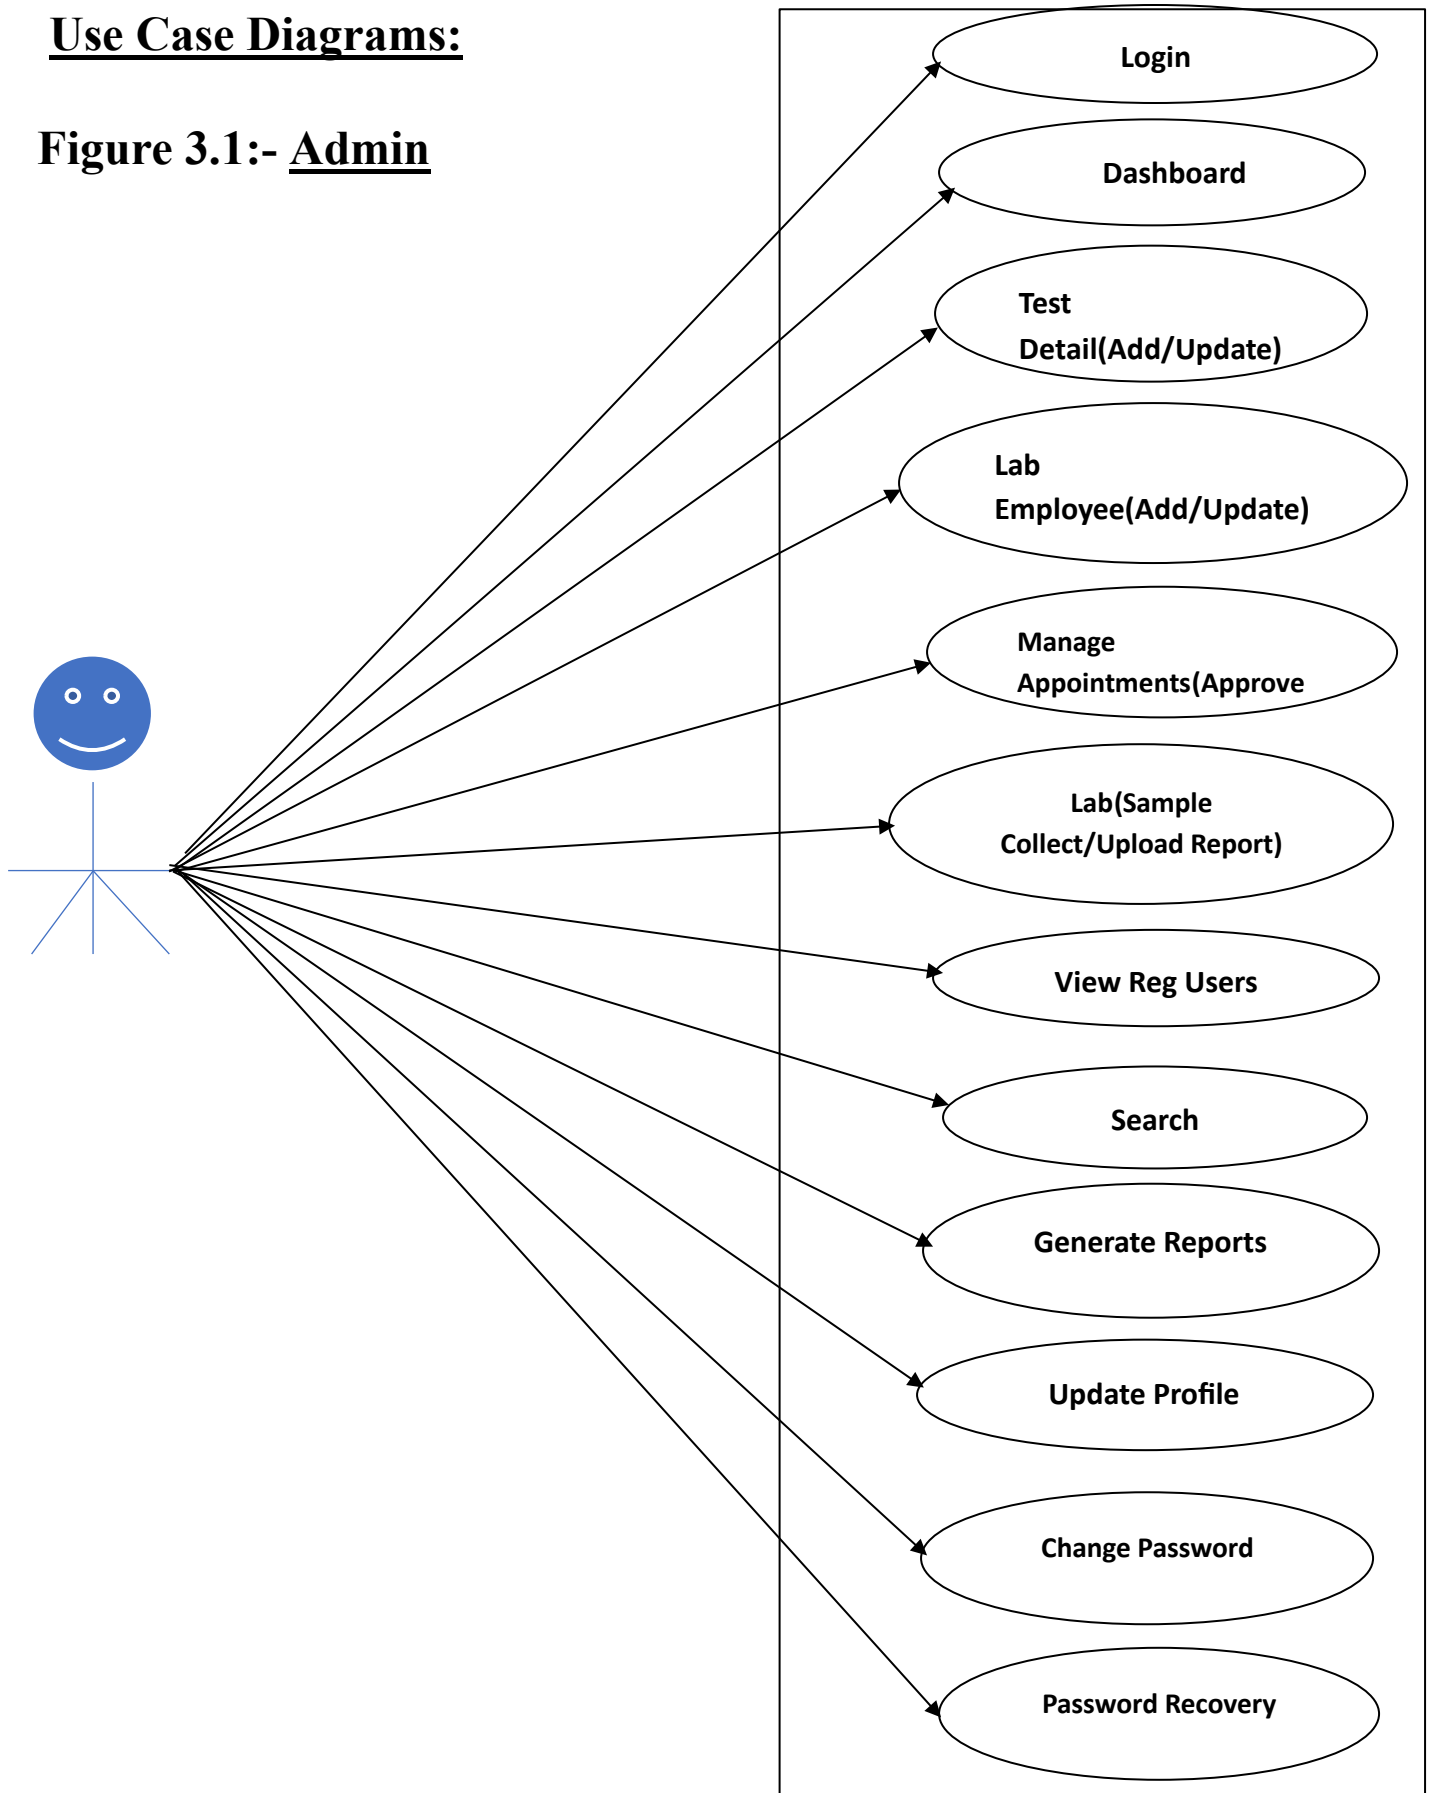 Use Case Diagrams:
Figure 3.1:- Admin
Login
Dashboard
Test
Detail(Add/Update)
Lab
Employee(Add/Update)
Manage
Appointments(Approve
Lab(Sample
Collect/Upload Report)
View Reg Users
Search
Generate Reports
Update Profile
Change Password
Password Recovery